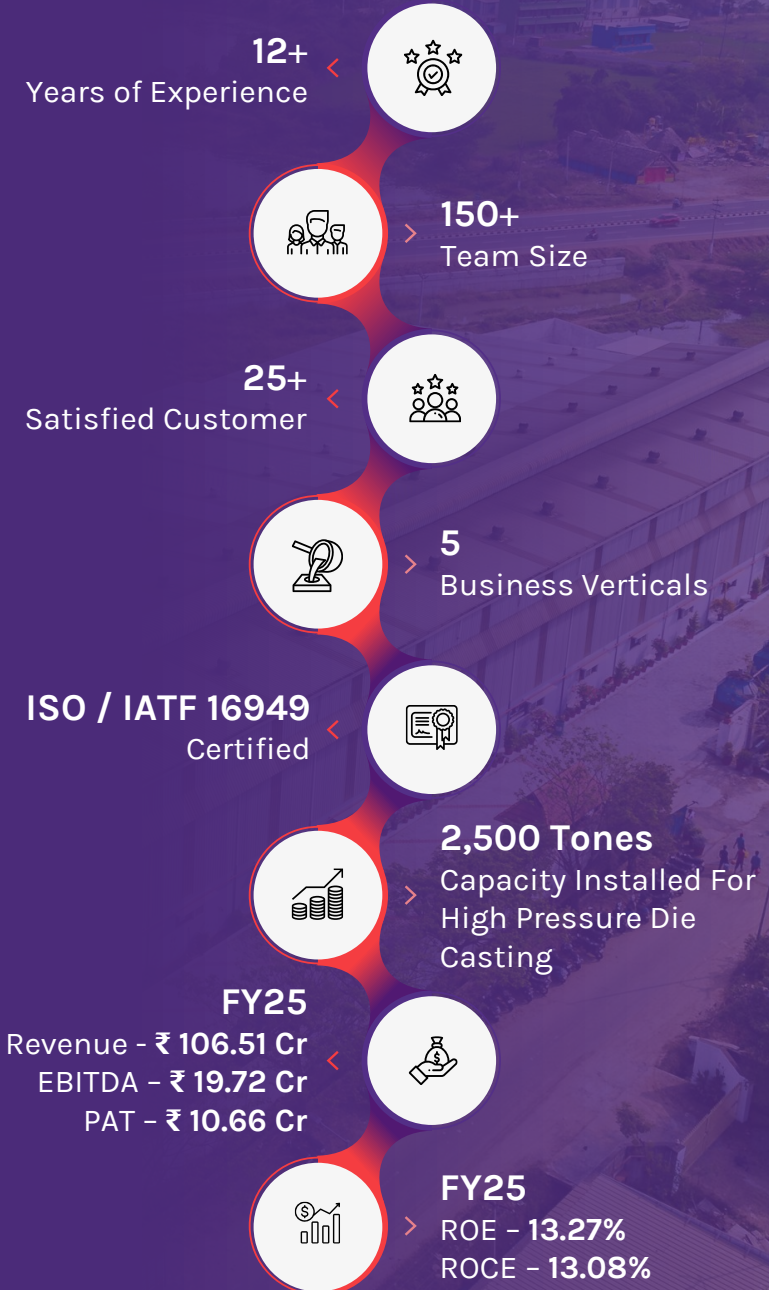 12+
Years of Experience
150+
Team Size
25+
Satisfied Customer
5
Business Verticals
ISO / IATF 16949
Certified
2,500 Tones
Capacity Installed For
High Pressure Die
Casting
FY25
Revenue - ₹ 106.51 Cr
EBITDA – ₹ 19.72 Cr
PAT – ₹ 10.66 Cr
FY25
ROE – 13.27%
ROCE – 13.08%